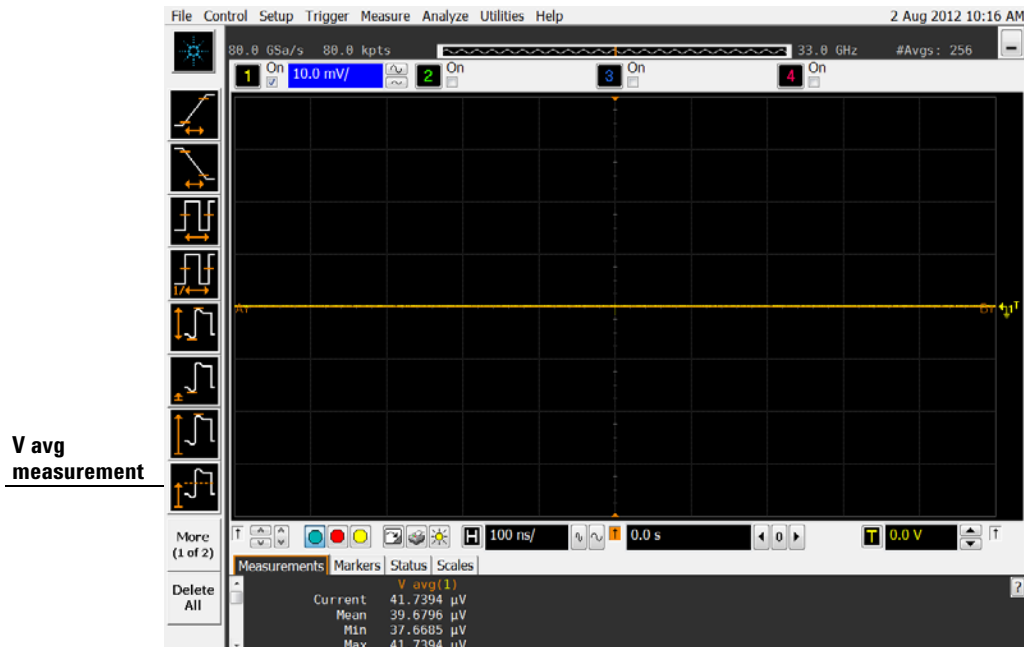 File Control Setup Trigger Measure Analyze Utilities Help 2 Aug 2012 10:16 AM
80.0 GSa/s 80.0 kpts 33.0 GHz #Avgs: 256
1 On 10.0 mV/ 2 On 3 On 4 On
V avg
measurement
More
(1 of 2)
Delete
All
H 100 ns/ 0.0 s 0 T 0.0 V
Measurements Markers Status Scales
V avg(1)
Current 41.7394 µV
Mean 39.6796 µV
Min 37.6685 µV
Max 41.7394 µV
?